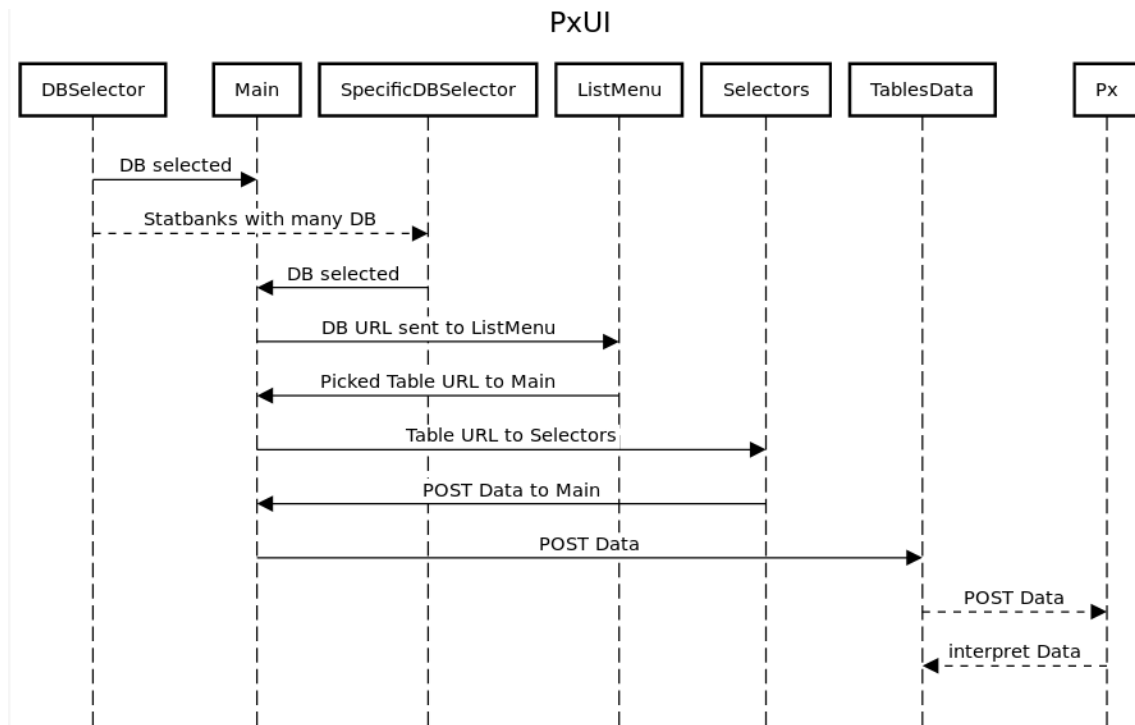 PxUI
DBSelector
Main
SpecificDBSelector
ListMenu
Selectors
TablesData
Px
DB selected
Statbanks with many DB
DB selected
DB URL sent to ListMenu
Picked Table URL to Main
Table URL to Selectors
POST Data to Main
POST Data
POST Data
interpret Data